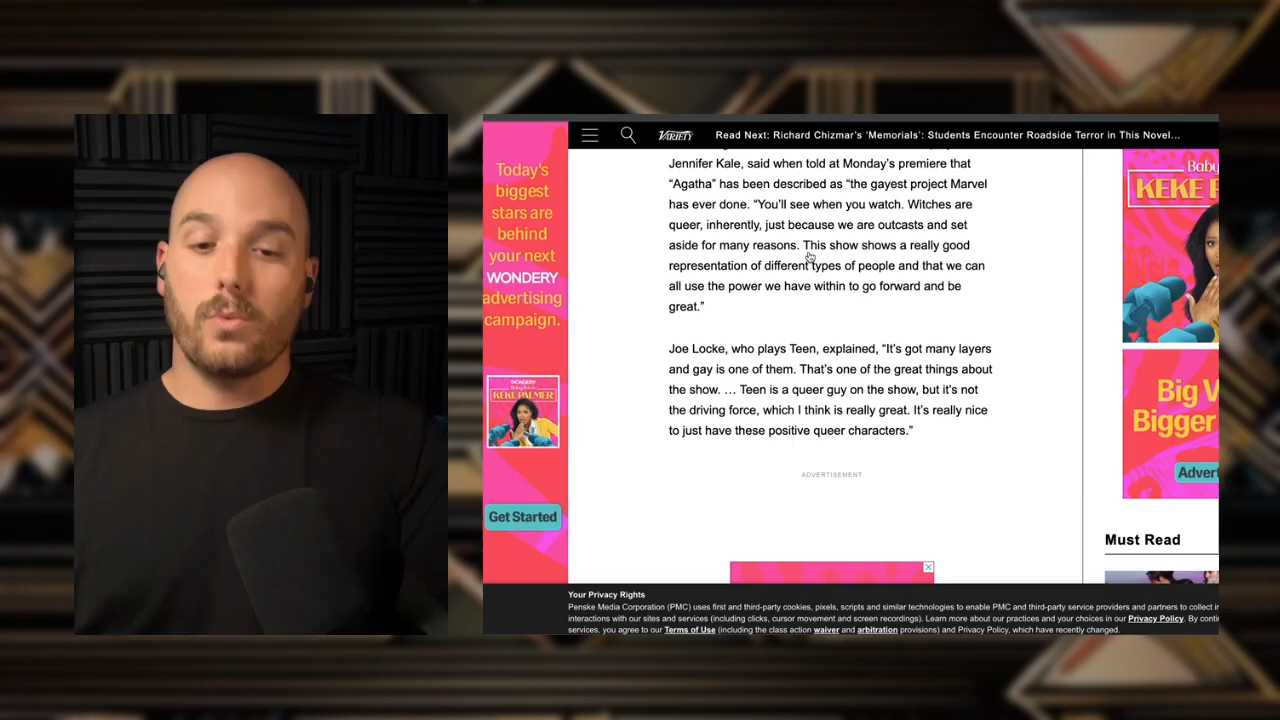 Today's
biggest
stars are
behind
your next
WONDERY
advertising
campaign.
WONDERY
KEKE PALMER
Get Started
VARIETY
Read Next: Richard Chizmar's 'Memorials': Students Encounter Roadside Terror in This Novel...
Jennifer Kale, said when told at Monday's premiere that
"Agatha" has been described as "the gayest project Marvel
has ever done. "You'll see when you watch. Witches are
queer, inherently, just because we are outcasts and set
aside for many reasons. This show shows a really good
representation of different types of people and that we can
all use the power we have within to go forward and be
great."
Joe Locke, who plays Teen, explained, "It's got many layers
and gay is one of them. That's one of the great things about
the show. … Teen is a queer guy on the show, but it's not
the driving force, which I think is really great. It's really nice
to just have these positive queer characters."
ADVERTISEMENT
Baby
KEKE P
Big V
Bigger
Advert
Must Read
Your Privacy Rights
Penske Media Corporation (PMC) uses first and third-party cookies, pixels, scripts and similar technologies to enable PMC and third-party service providers and partners to collect in
interactions with our sites and services (including clicks, cursor movement and screen recordings). Learn more about our practices and your choices in our Privacy Policy. By conti
services, you agree to our Terms of Use (including the class action waiver and arbitration provisions) and Privacy Policy, which have recently changed.